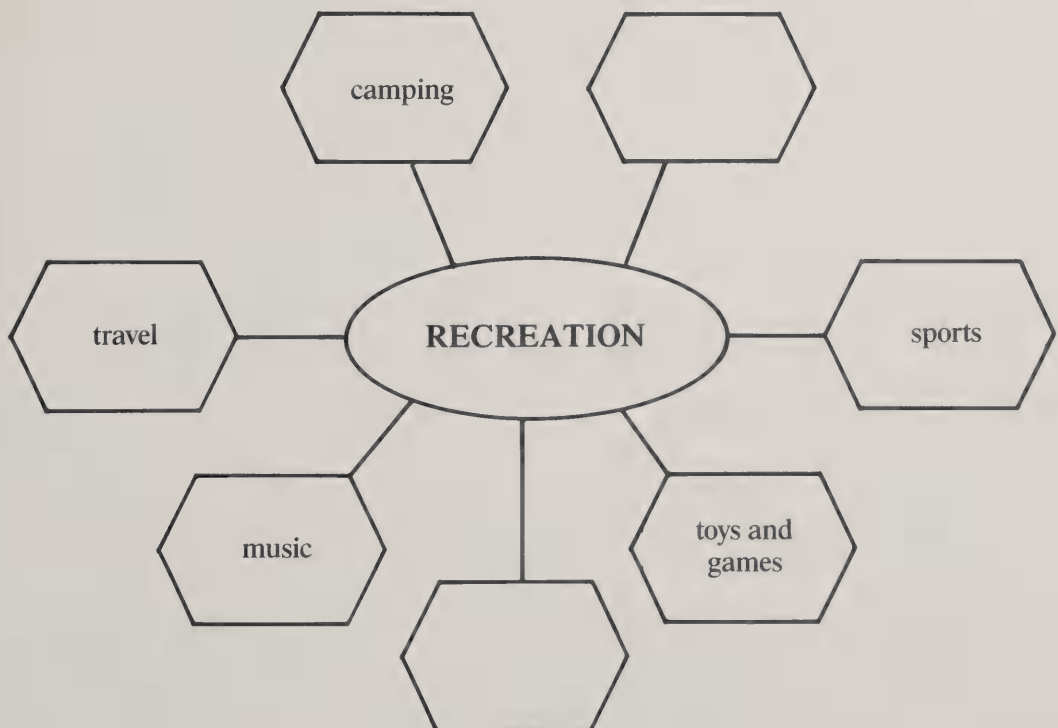 camping
travel
RECREATION
sports
music
toys and
games